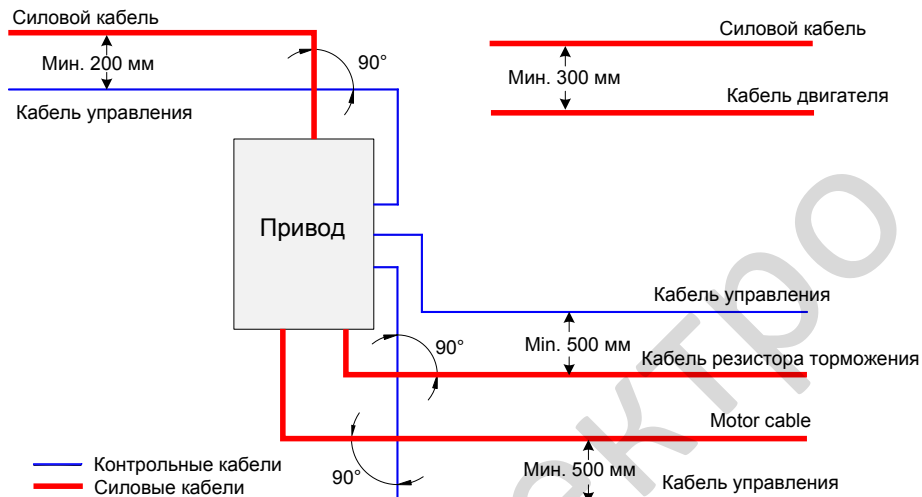 Силовой кабель
Мин. 200 мм
90°
Кабель управления
Силовой кабель
Мин. 300 мм
Кабель двигателя
Привод
Кабель управления
Min. 500 мм
90°
Кабель резистора торможения
Motor cable
Мин. 500 мм
90°
Кабель управления
Контрольные кабели
Силовые кабели
ектро